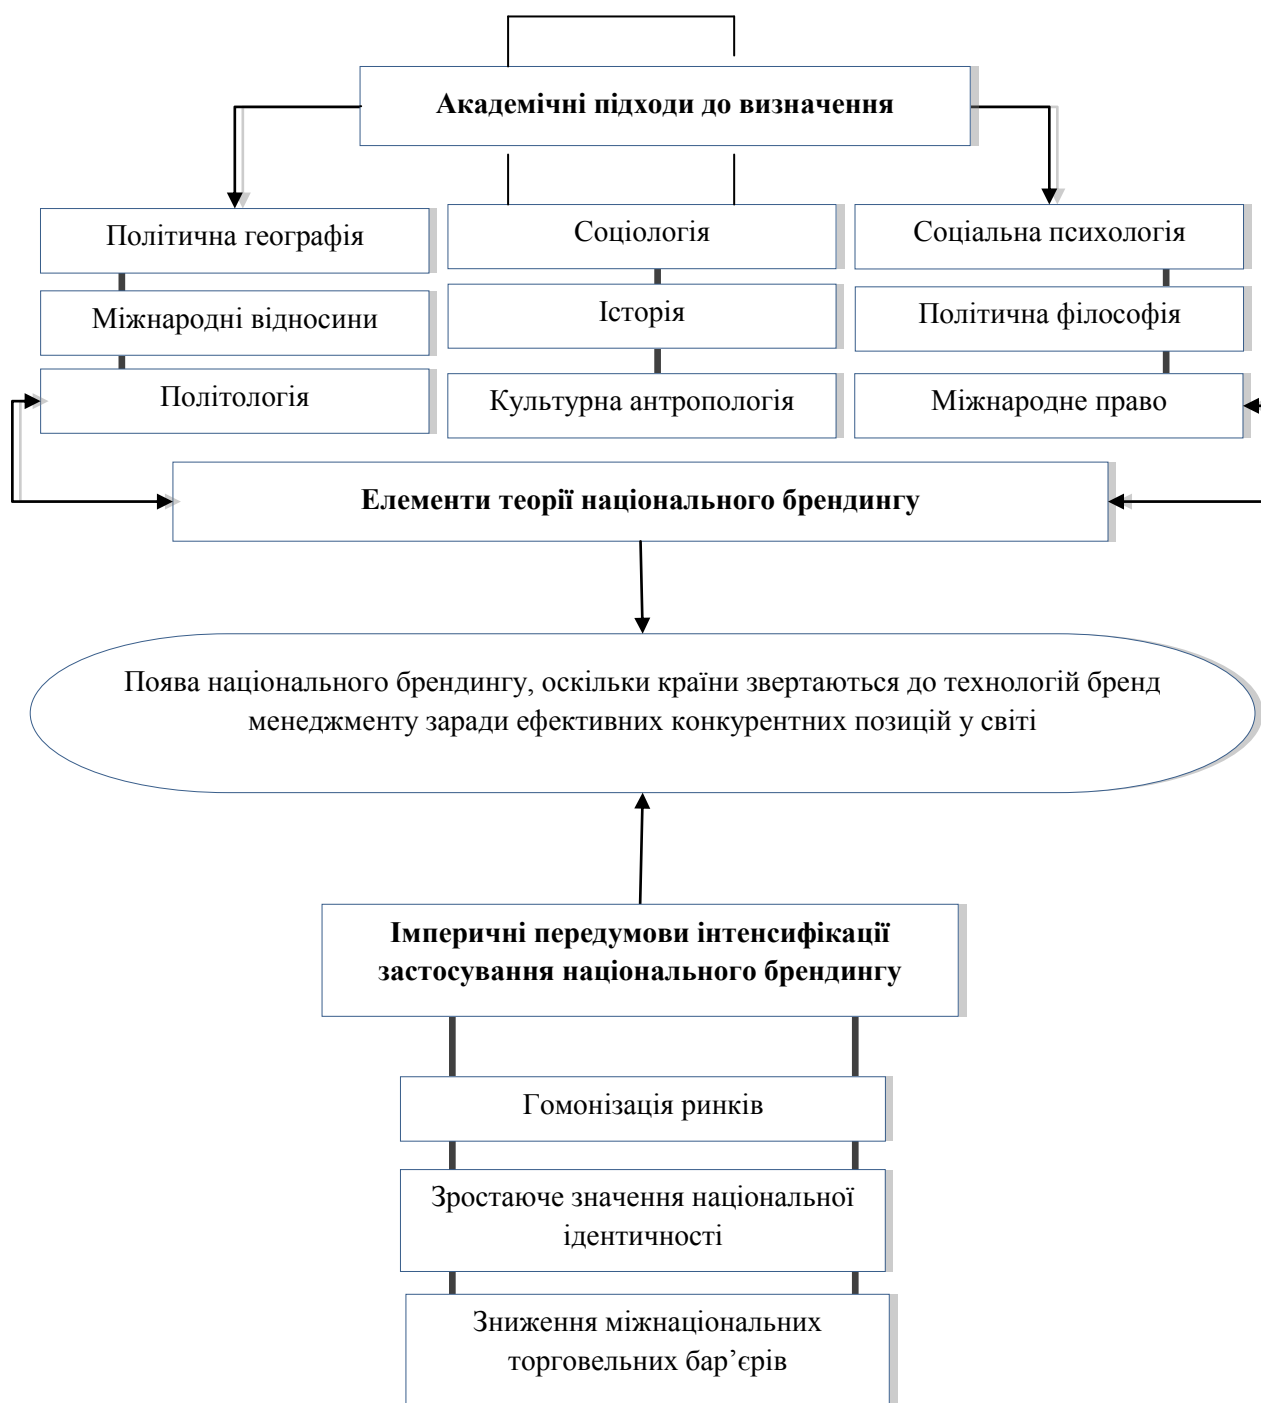 Академічні підходи до визначення
Політична географія
Соціологія
Соціальна психологія
Міжнародні відносини
Історія
Політична філософія
Політологія
Культурна антропологія
Міжнародне право
Елементи теорії національного брендингу
Поява національного брендингу, оскільки країни звертаються до технологій бренд
менеджменту заради ефективних конкурентних позицій у світі
Імперичні передумови інтенсифікації
застосування національного брендингу
Гомонізація ринків
Зростаюче значення національної
ідентичності
Зниження міжнаціональних
торговельних бар’єрів